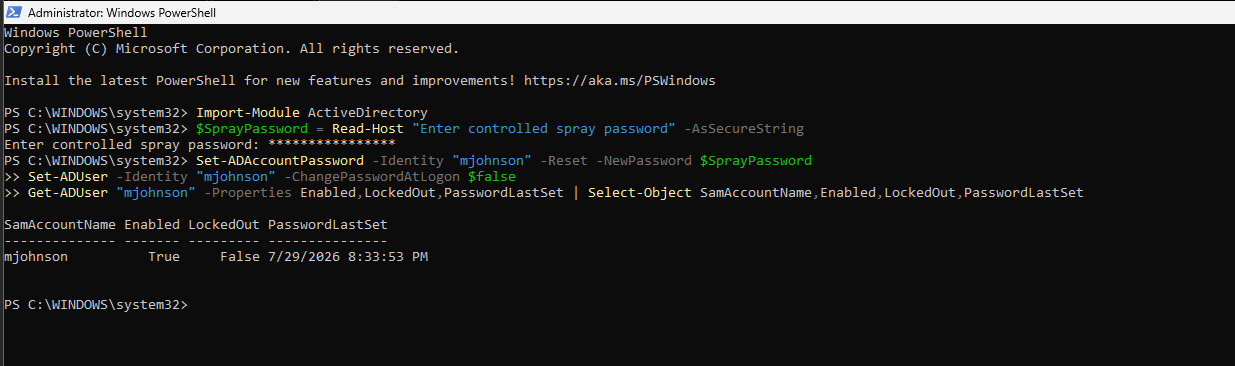 Administrator: Windows PowerShell
Windows PowerShell
Copyright (C) Microsoft Corporation. All rights reserved.
Install the latest PowerShell for new features and improvements! https://aka.ms/PSWindows
PS C:\WINDOWS\system32> Import-Module ActiveDirectory
PS C:\WINDOWS\system32> $SprayPassword = Read-Host "Enter controlled spray password" -AsSecureString
Enter controlled spray password: ****************
PS C:\WINDOWS\system32> Set-ADAccountPassword -Identity "mjohnson" -Reset -NewPassword $SprayPassword
>> Set-ADUser -Identity "mjohnson" -ChangePasswordAtLogon $false
>> Get-ADUser "mjohnson" -Properties Enabled,LockedOut,PasswordLastSet | Select-Object SamAccountName,Enabled,LockedOut,PasswordLastSet
SamAccountName Enabled LockedOut PasswordLastSet
-------------- ------- --------- ---------------
mjohnson          True     False 7/29/2026 8:33:53 PM
PS C:\WINDOWS\system32>